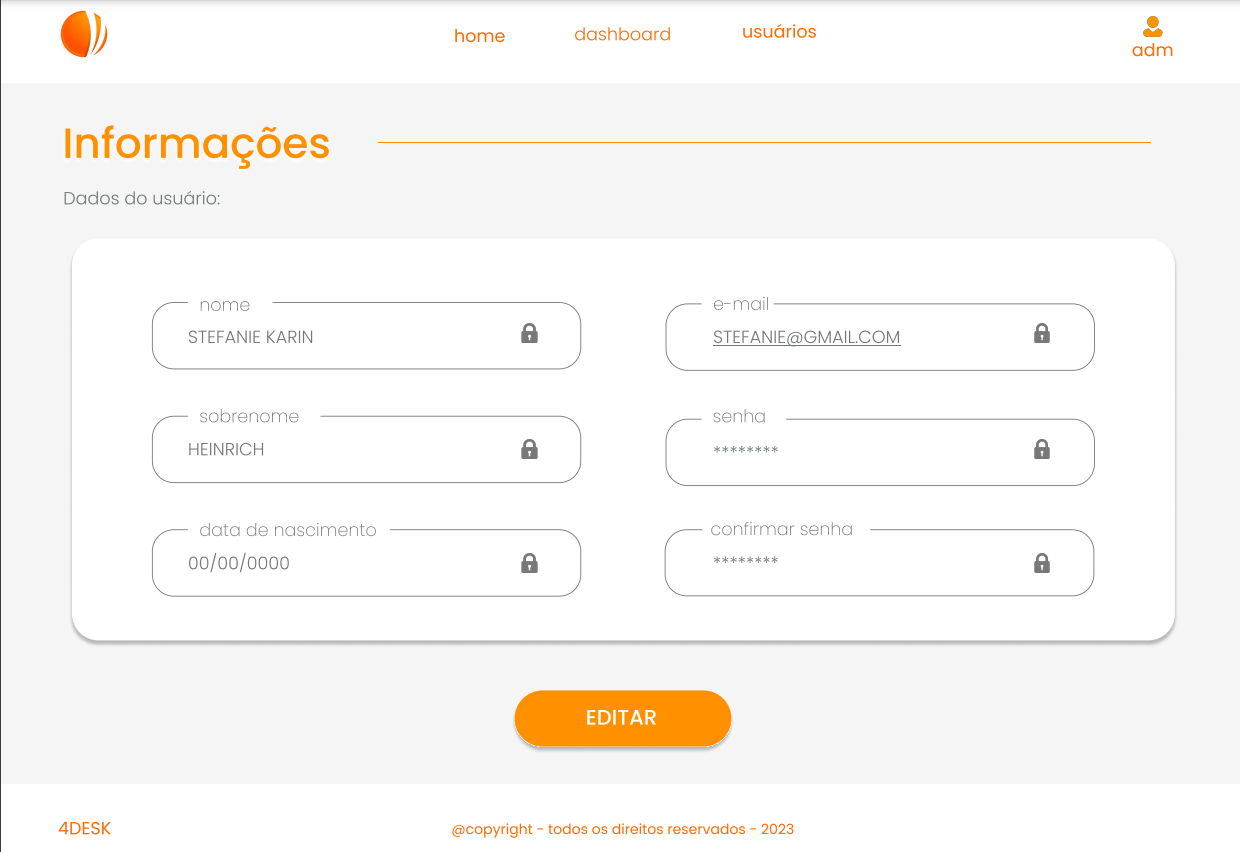 home dashboard usuários
adm
Informações
Dados do usuário:
nome
STEFANIE KARIN
e-mail
STEFANIE@GMAIL.COM
sobrenome
HEINRICH
senha
********
data de nascimento
00/00/0000
confirmar senha
********
EDITAR
4DESK
@copyright - todos os direitos reservados - 2023